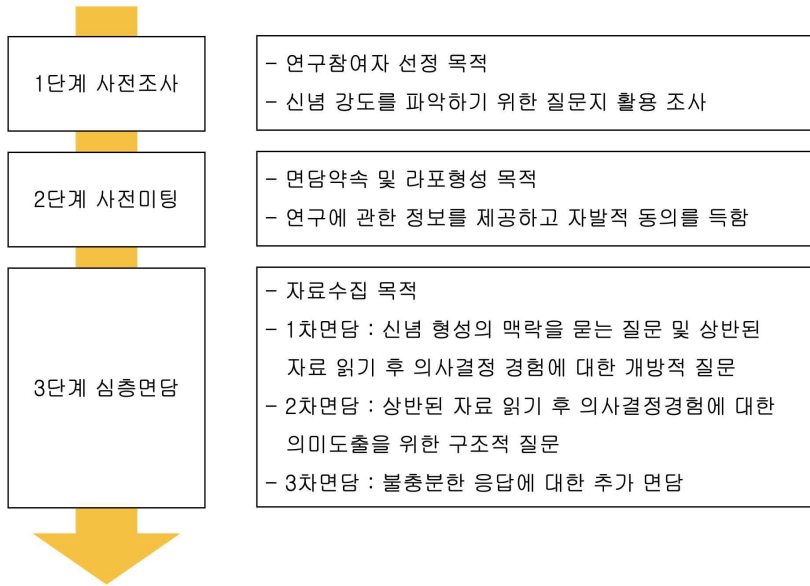 1단계 사전조사
- 연구참여자 선정 목적
- 신념 강도를 파악하기 위한 질문지 활용 조사
2단계 사전미팅
- 면담약속 및 라포형성 목적
- 연구에 관한 정보를 제공하고 자발적 동의를 득함
3단계 심층면담
- 자료수집 목적
- 1차면담 : 신념 형성의 맥락을 묻는 질문 및 상반된
자료 읽기 후 의사결정 경험에 대한 개방적 질문
- 2차면담 : 상반된 자료 읽기 후 의사결정경험에 대한
의미도출을 위한 구조적 질문
- 3차면담 : 불충분한 응답에 대한 추가 면담